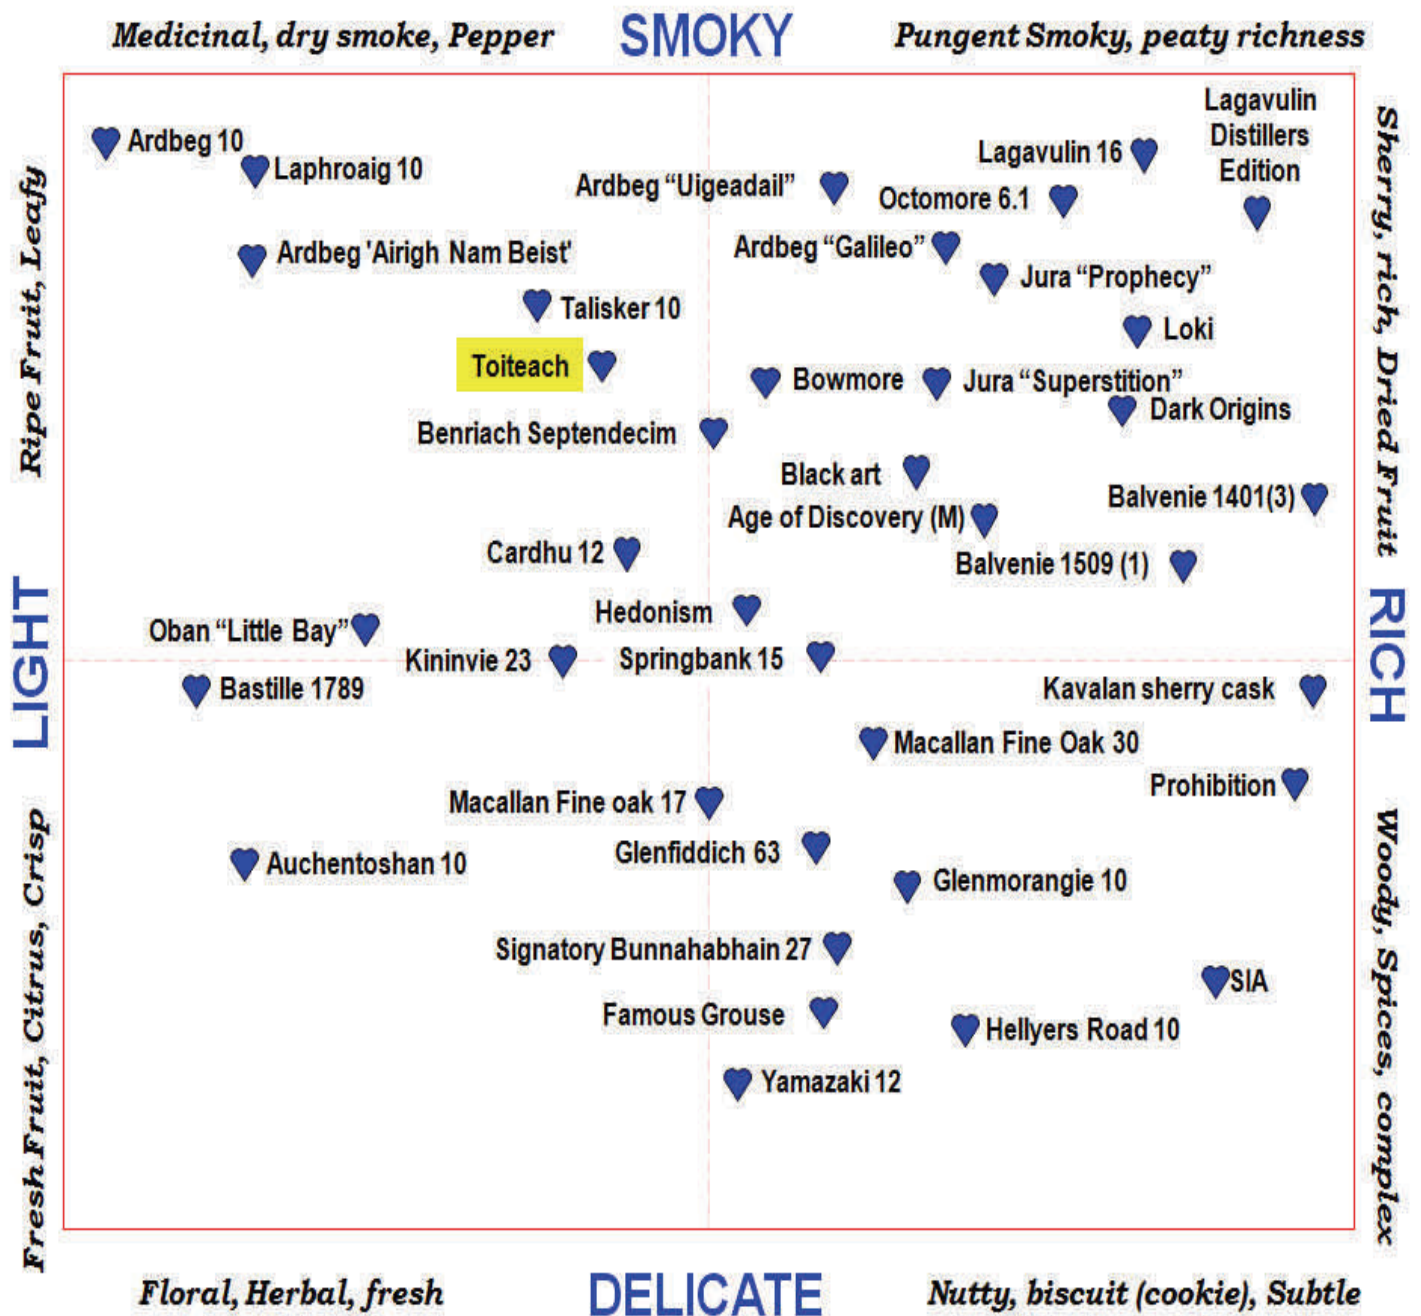 Medicinal, dry smoke, Pepper
SMOKY
Pungent Smoky, peaty richness
Ripe Fruit, Leafy
LIGHT
Fresh Fruit, Citrus, Crisp
Sherry, rich, Dried Fruit
RICH
Woody, Spices, complex
Lagavulin
Distillers
Edition
Ardbeg 10
Laphroaig 10
Lagavulin 16
Ardbeg “Uigeadail”
Octomore 6.1
Ardbeg 'Airigh Nam Beist'
Ardbeg “Galileo”
Jura “Prophecy”
Talisker 10
Loki
Toiteach
Bowmore
Jura “Superstition”
Dark Origins
Benriach Septendecim
Black art
Balvenie 1401(3)
Age of Discovery (M)
Cardhu 12
Balvenie 1509 (1)
Hedonism
Oban “Little Bay”
Kininvie 23
Springbank 15
Bastille 1789
Kavalan sherry cask
Macallan Fine Oak 30
Prohibition
Macallan Fine oak 17
Glenfiddich 63
Auchentoshan 10
Glenmorangie 10
Signatory Bunnahabhain 27
SIA
Famous Grouse
Hellyers Road 10
Yamazaki 12
Floral, Herbal, fresh
DELICATE
Nutty, biscuit (cookie), Subtle